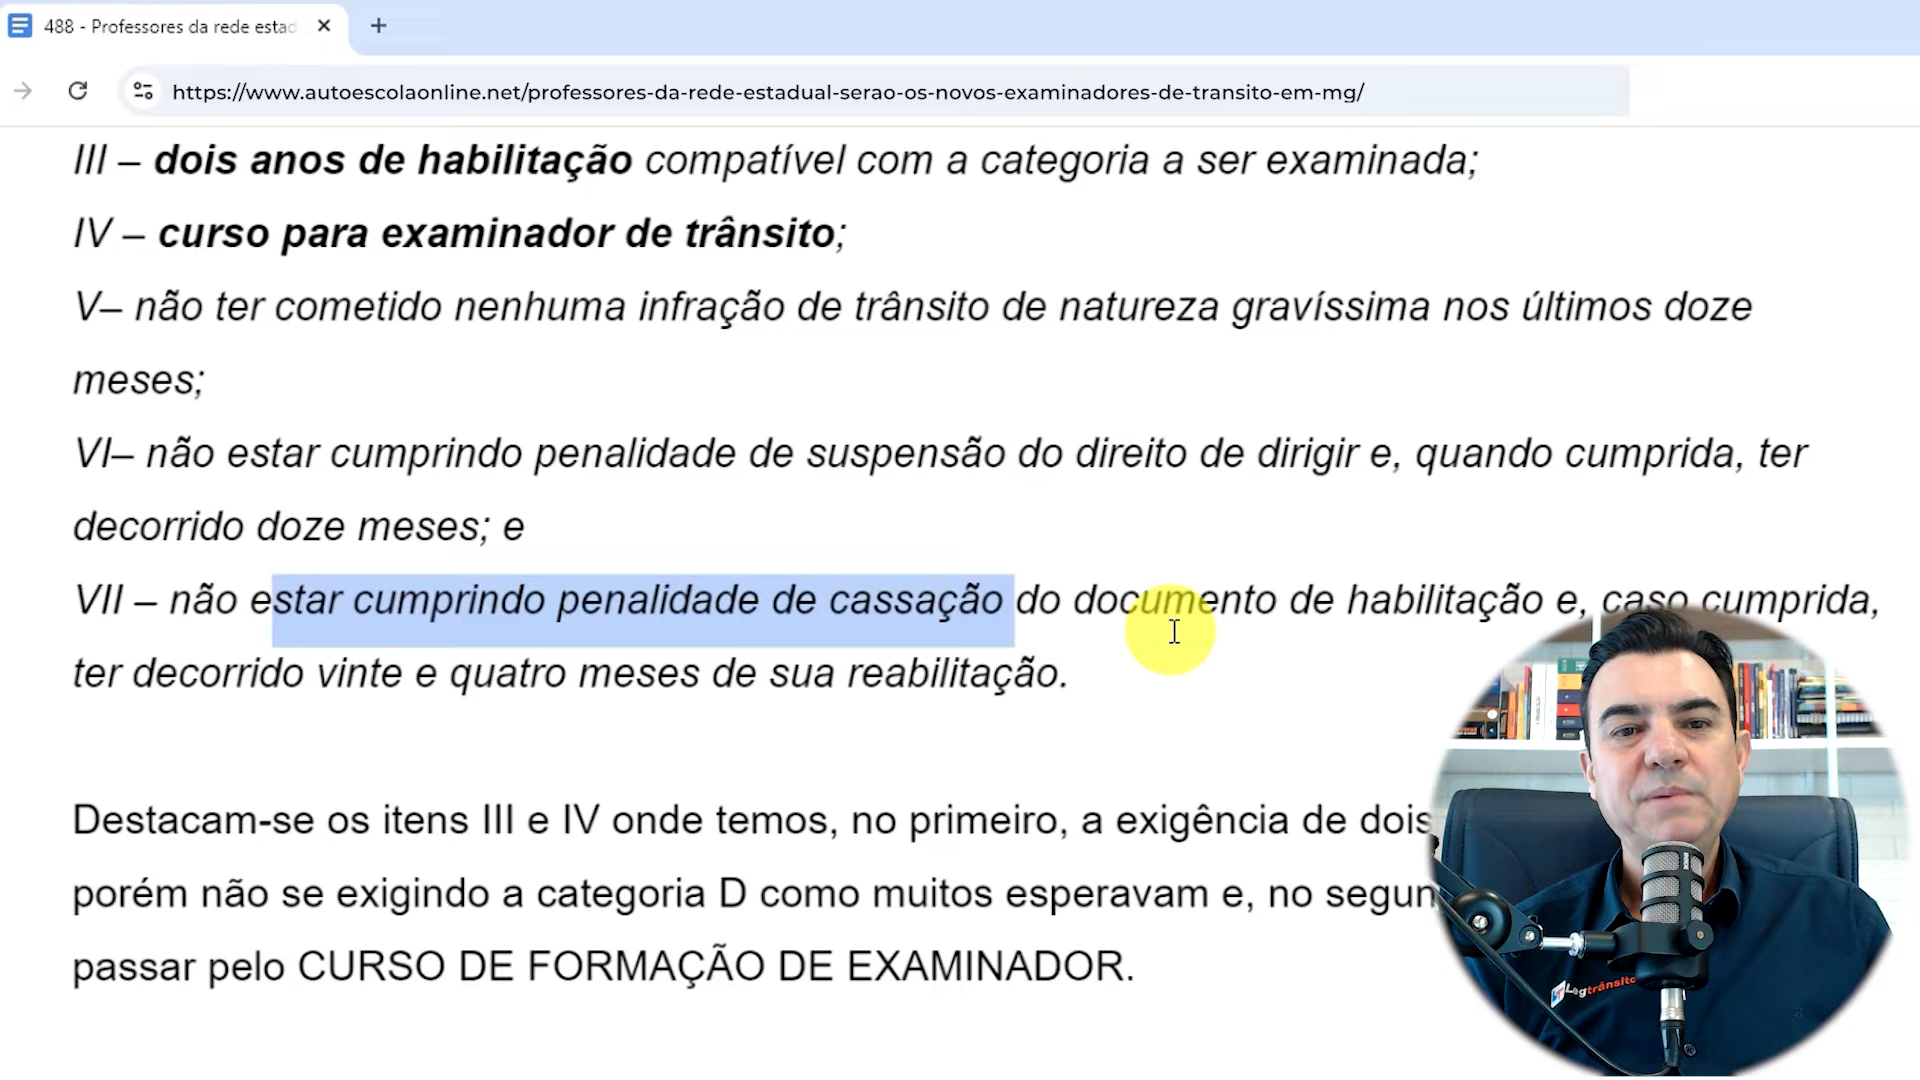 488 - Professores da rede estad
https://www.autoescolaonline.net/professores-da-rede-estadual-serao-os-novos-examinadores-de-transito-em-mg/
III – dois anos de habilitação compatível com a categoria a ser examinada;
IV – curso para examinador de trânsito;
V– não ter cometido nenhuma infração de trânsito de natureza gravíssima nos últimos doze
meses;
VI– não estar cumprindo penalidade de suspensão do direito de dirigir e, quando cumprida, ter
decorrido doze meses; e
VII – não estar cumprindo penalidade de cassação do documento de habilitação e, caso cumprida,
ter decorrido vinte e quatro meses de sua reabilitação.
Destacam-se os itens III e IV onde temos, no primeiro, a exigência de dois
porém não se exigindo a categoria D como muitos esperavam e, no segun
passar pelo CURSO DE FORMAÇÃO DE EXAMINADOR.
Legtrânsito